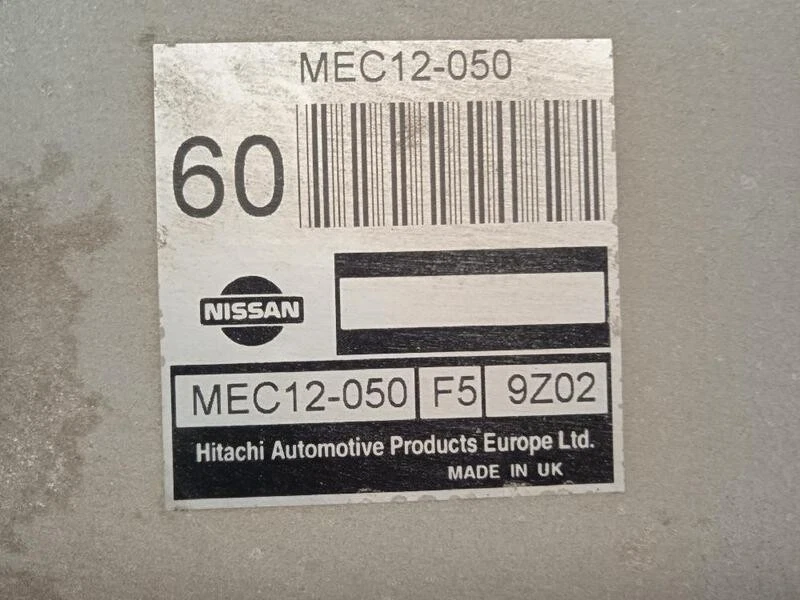 MEC12-050
60
NISSAN
MEC12-050 F5 9Z02
Hitachi Automotive Products Europe Ltd.
MADE IN UK